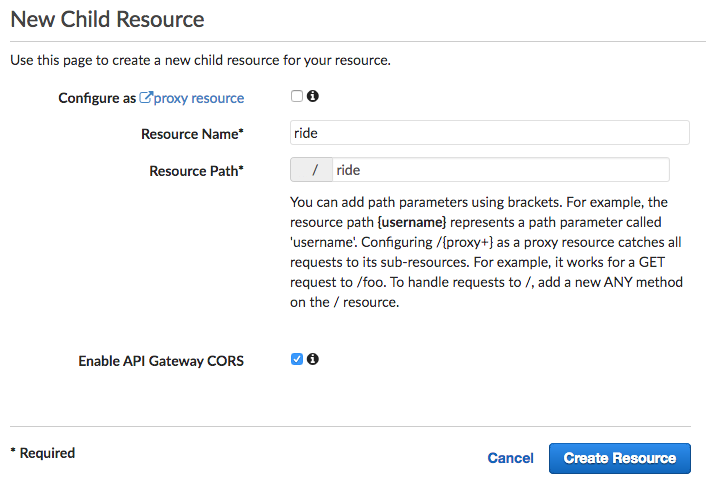 New Child Resource
Use this page to create a new child resource for your resource.
Configure as proxy resource
Resource Name* ride
Resource Path* / ride
You can add path parameters using brackets. For example, the
resource path {username} represents a path parameter called
'username'. Configuring /{proxy+} as a proxy resource catches all
requests to its sub-resources. For example, it works for a GET
request to /foo. To handle requests to /, add a new ANY method
on the / resource.
Enable API Gateway CORS
* Required
Cancel Create Resource